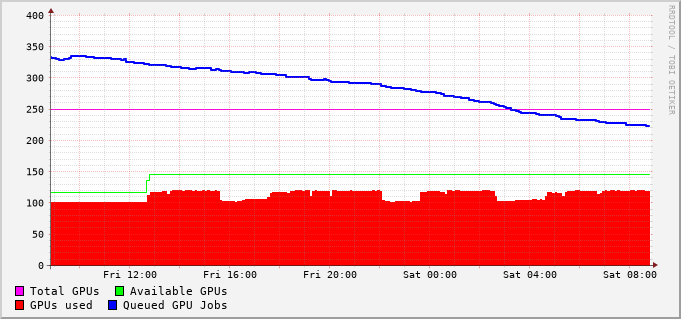 RRDTOOL / TOBI OETIKER
400
350
300
250
200
150
100
50
0
Fri 12:00 Fri 16:00 Fri 20:00 Sat 00:00 Sat 04:00 Sat 08:00
Total GPUs Available GPUs
GPUs used Queued GPU Jobs